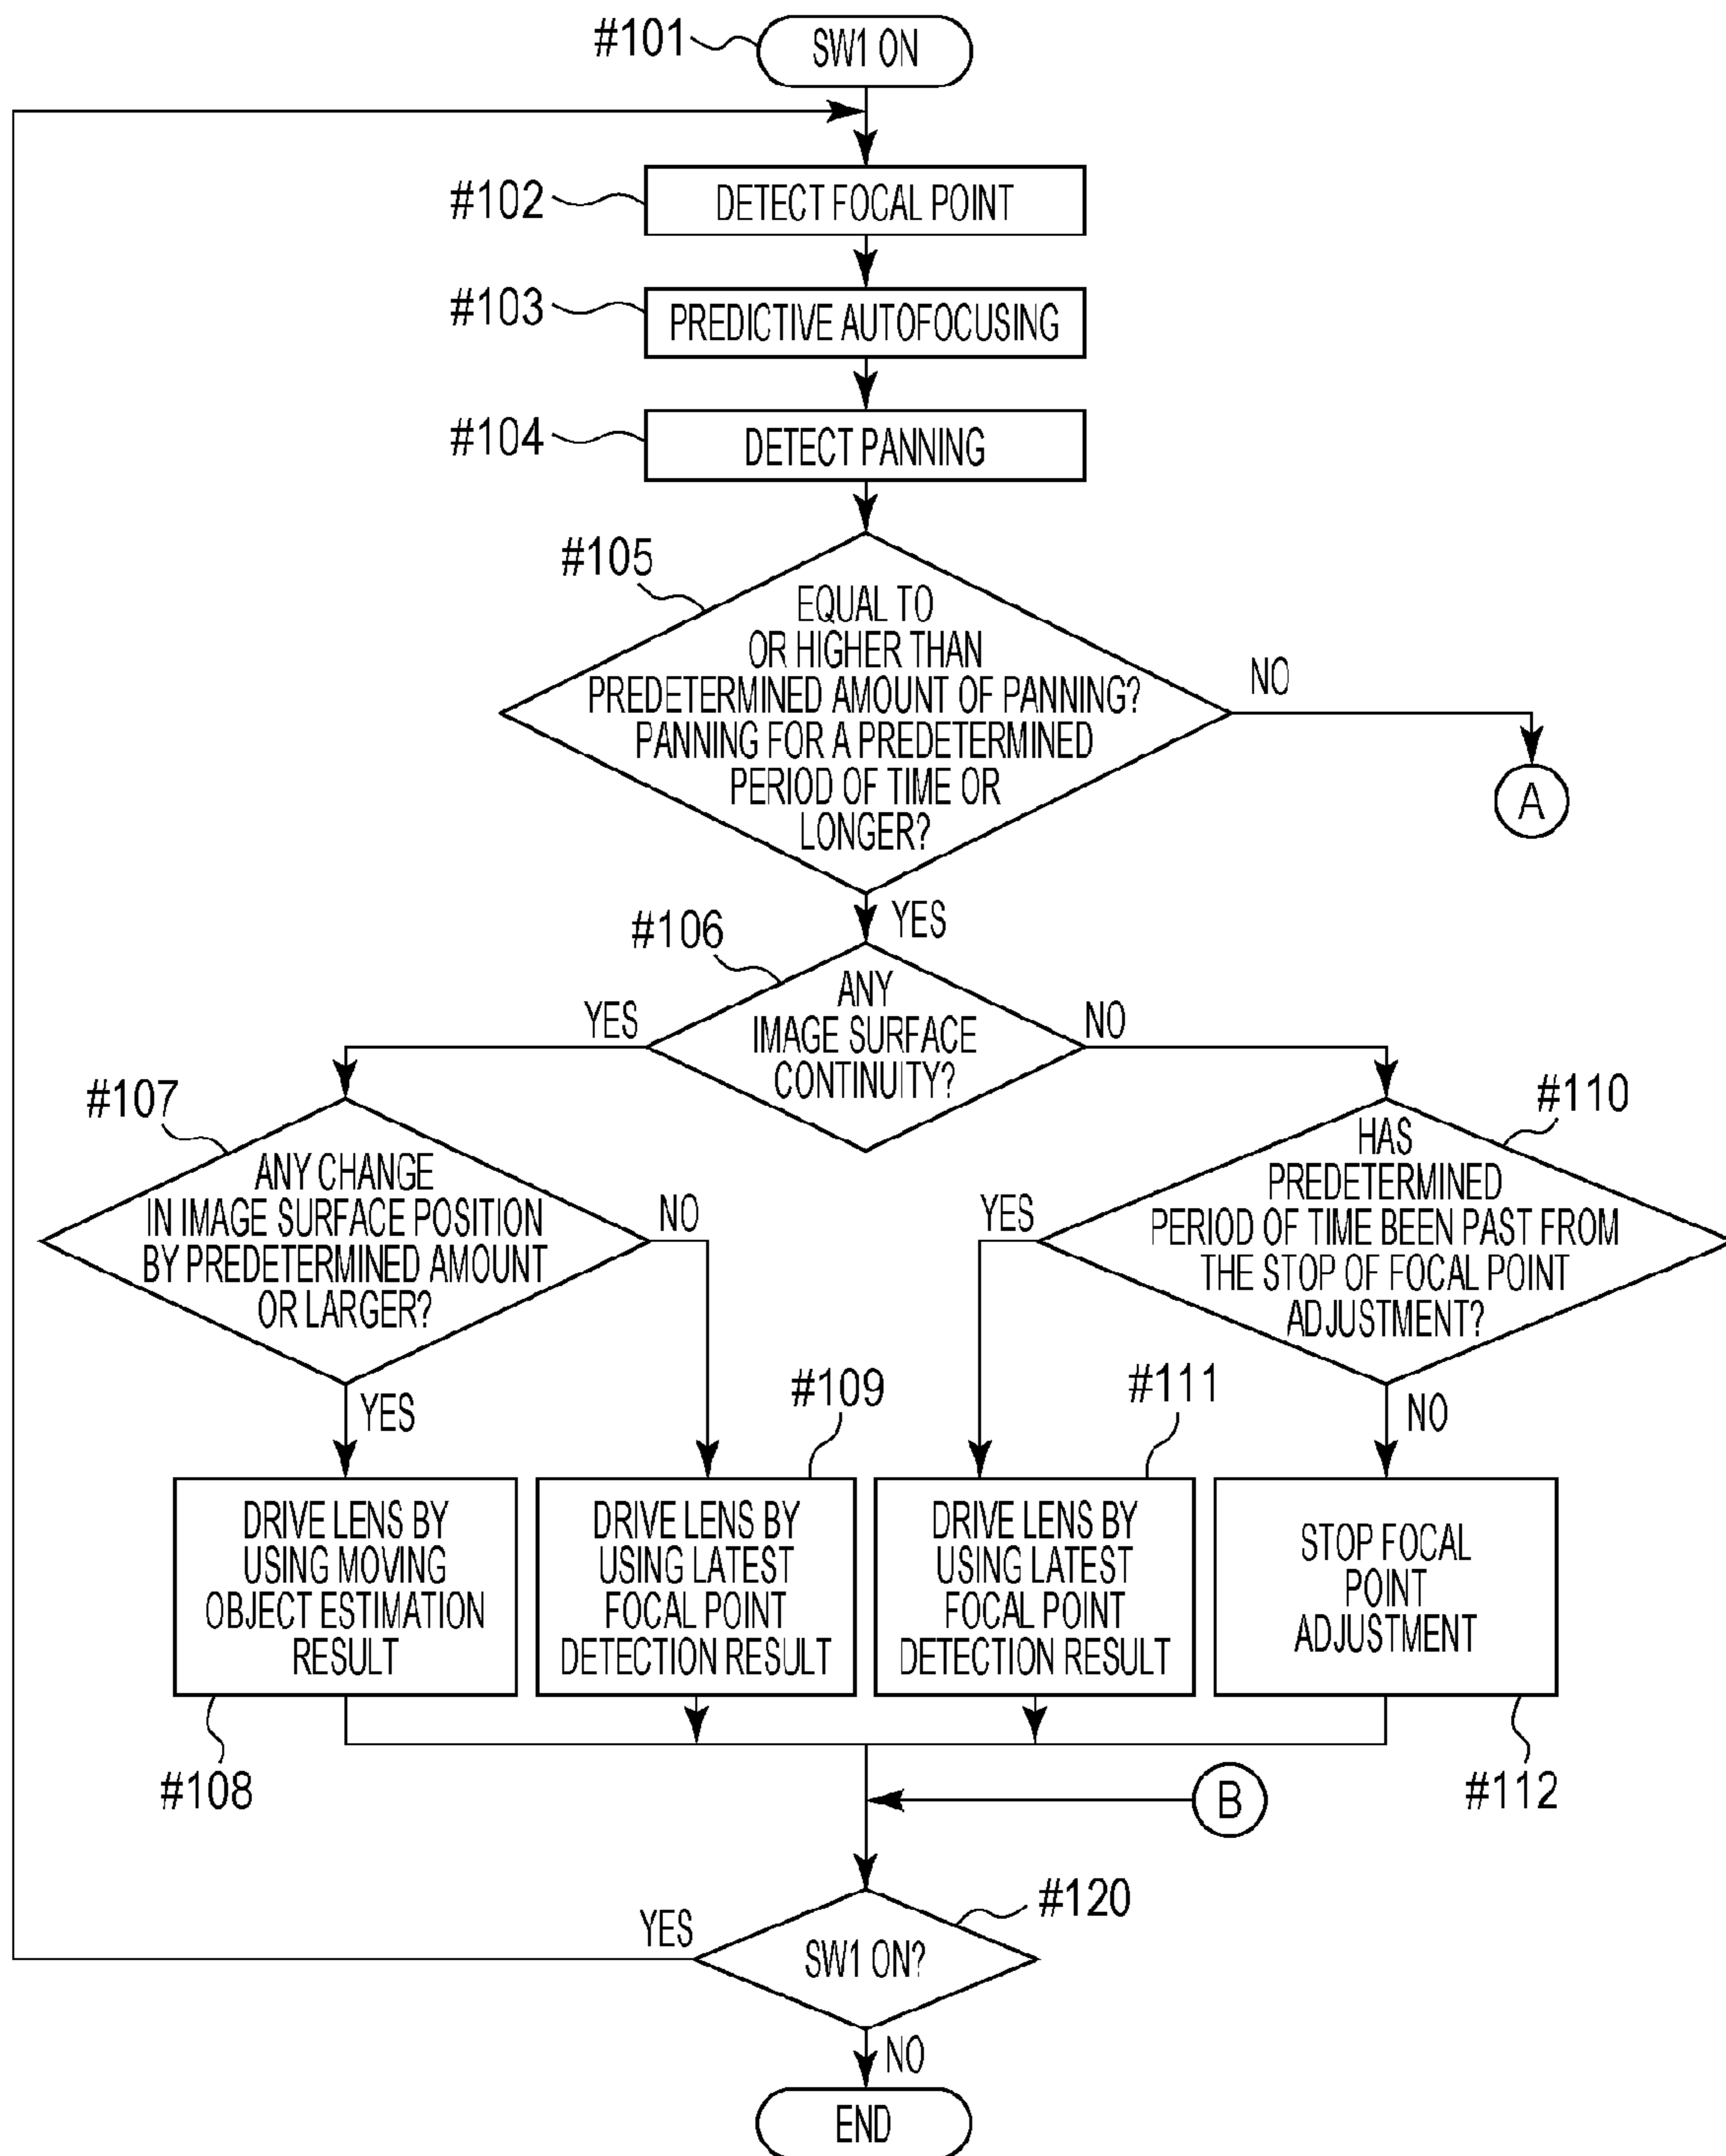 #101
SW1 ON
#102
DETECT FOCAL POINT
#103
PREDICTIVE AUTOFOCUSING
#104
DETECT PANNING
#105
EQUAL TO
OR HIGHER THAN
PREDETERMINED AMOUNT OF PANNING?
PANNING FOR A PREDETERMINED
PERIOD OF TIME OR
LONGER?
NO
A
YES
#106
ANY
IMAGE SURFACE
CONTINUITY?
YES
NO
#107
ANY CHANGE
IN IMAGE SURFACE POSITION
BY PREDETERMINED AMOUNT
OR LARGER?
NO
YES
#110
HAS
PREDETERMINED
PERIOD OF TIME BEEN PAST FROM
THE STOP OF FOCAL POINT
ADJUSTMENT?
YES
NO
#109
#111
DRIVE LENS BY
USING MOVING
OBJECT ESTIMATION
RESULT
DRIVE LENS BY
USING LATEST
FOCAL POINT
DETECTION RESULT
DRIVE LENS BY
USING LATEST
FOCAL POINT
DETECTION RESULT
STOP FOCAL
POINT
ADJUSTMENT
#108
#112
B
#120
SW1 ON?
YES
NO
END